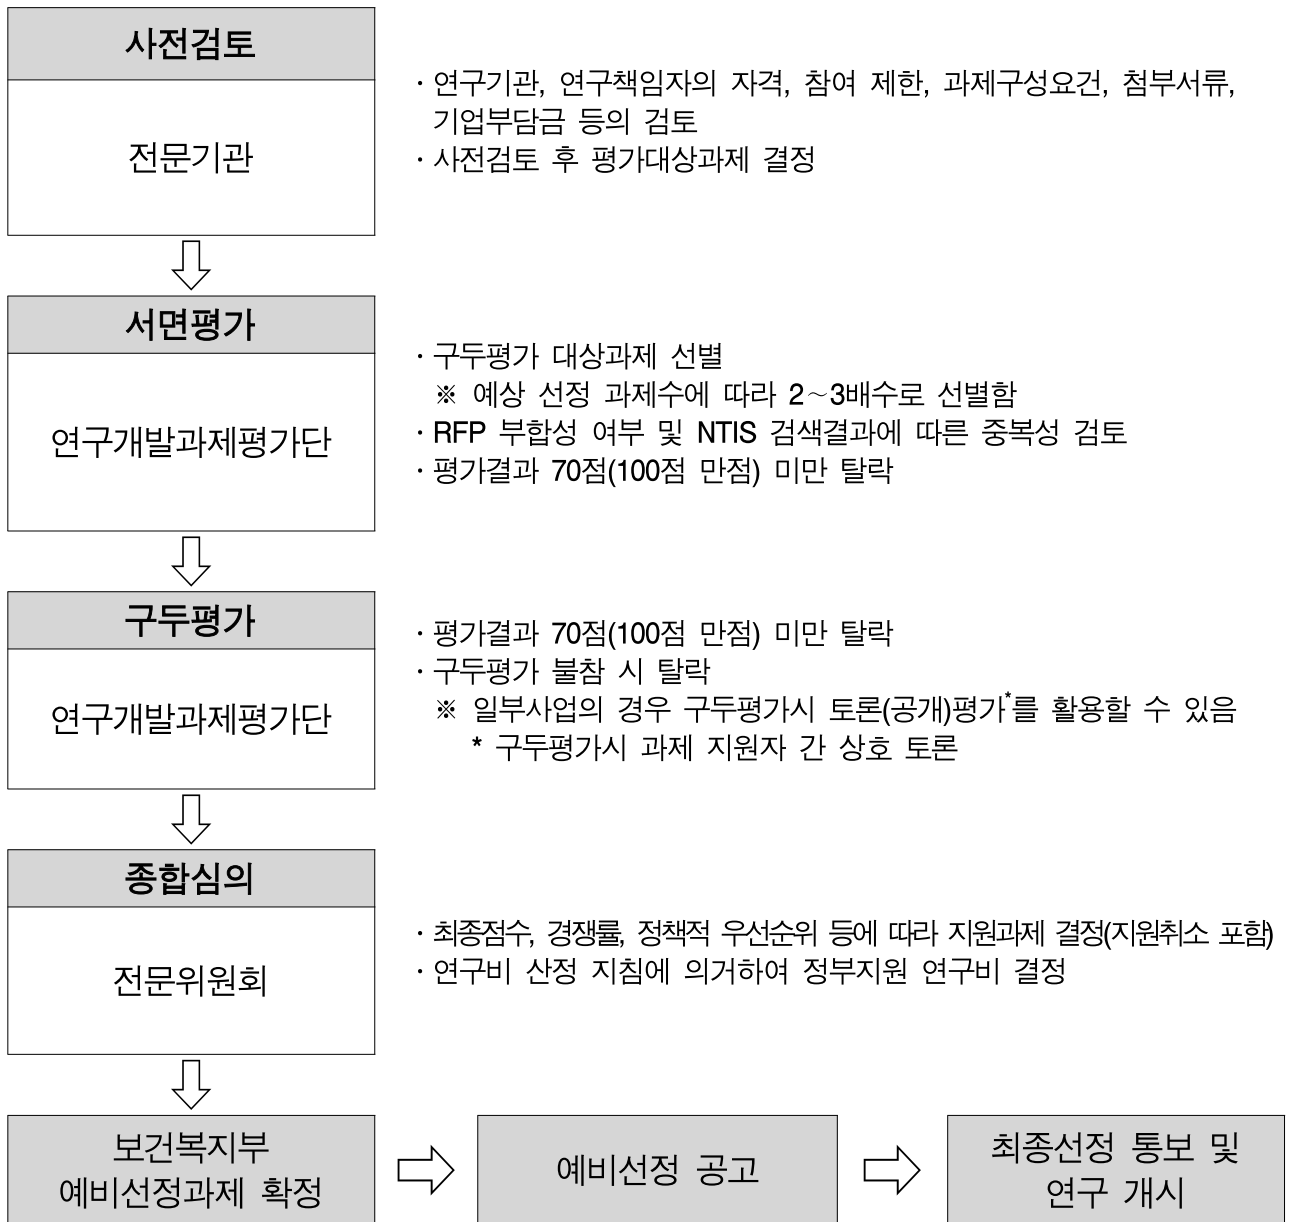 사전검토
전문기관
· 연구기관, 연구책임자의 자격, 참여 제한, 과제구성요건, 첨부서류,
기업부담금 등의 검토
· 사전검토 후 평가대상과제 결정
서면평가
연구개발과제평가단
· 구두평가 대상과제 선별
※ 예상 선정 과제수에 따라 2~3배수로 선별함
· RFP 부합성 여부 및 NTIS 검색결과에 따른 중복성 검토
· 평가결과 70점(100점 만점) 미만 탈락
구두평가
연구개발과제평가단
· 평가결과 70점(100점 만점) 미만 탈락
· 구두평가 불참 시 탈락
※ 일부사업의 경우 구두평가시 토론(공개)평가*를 활용할 수 있음
* 구두평가시 과제 지원자 간 상호 토론
종합심의
전문위원회
· 최종점수, 경쟁률, 정책적 우선순위 등에 따라 지원과제 결정(지원취소 포함)
· 연구비 산정 지침에 의거하여 정부지원 연구비 결정
보건복지부
예비선정과제 확정
예비선정 공고
최종선정 통보 및
연구 개시